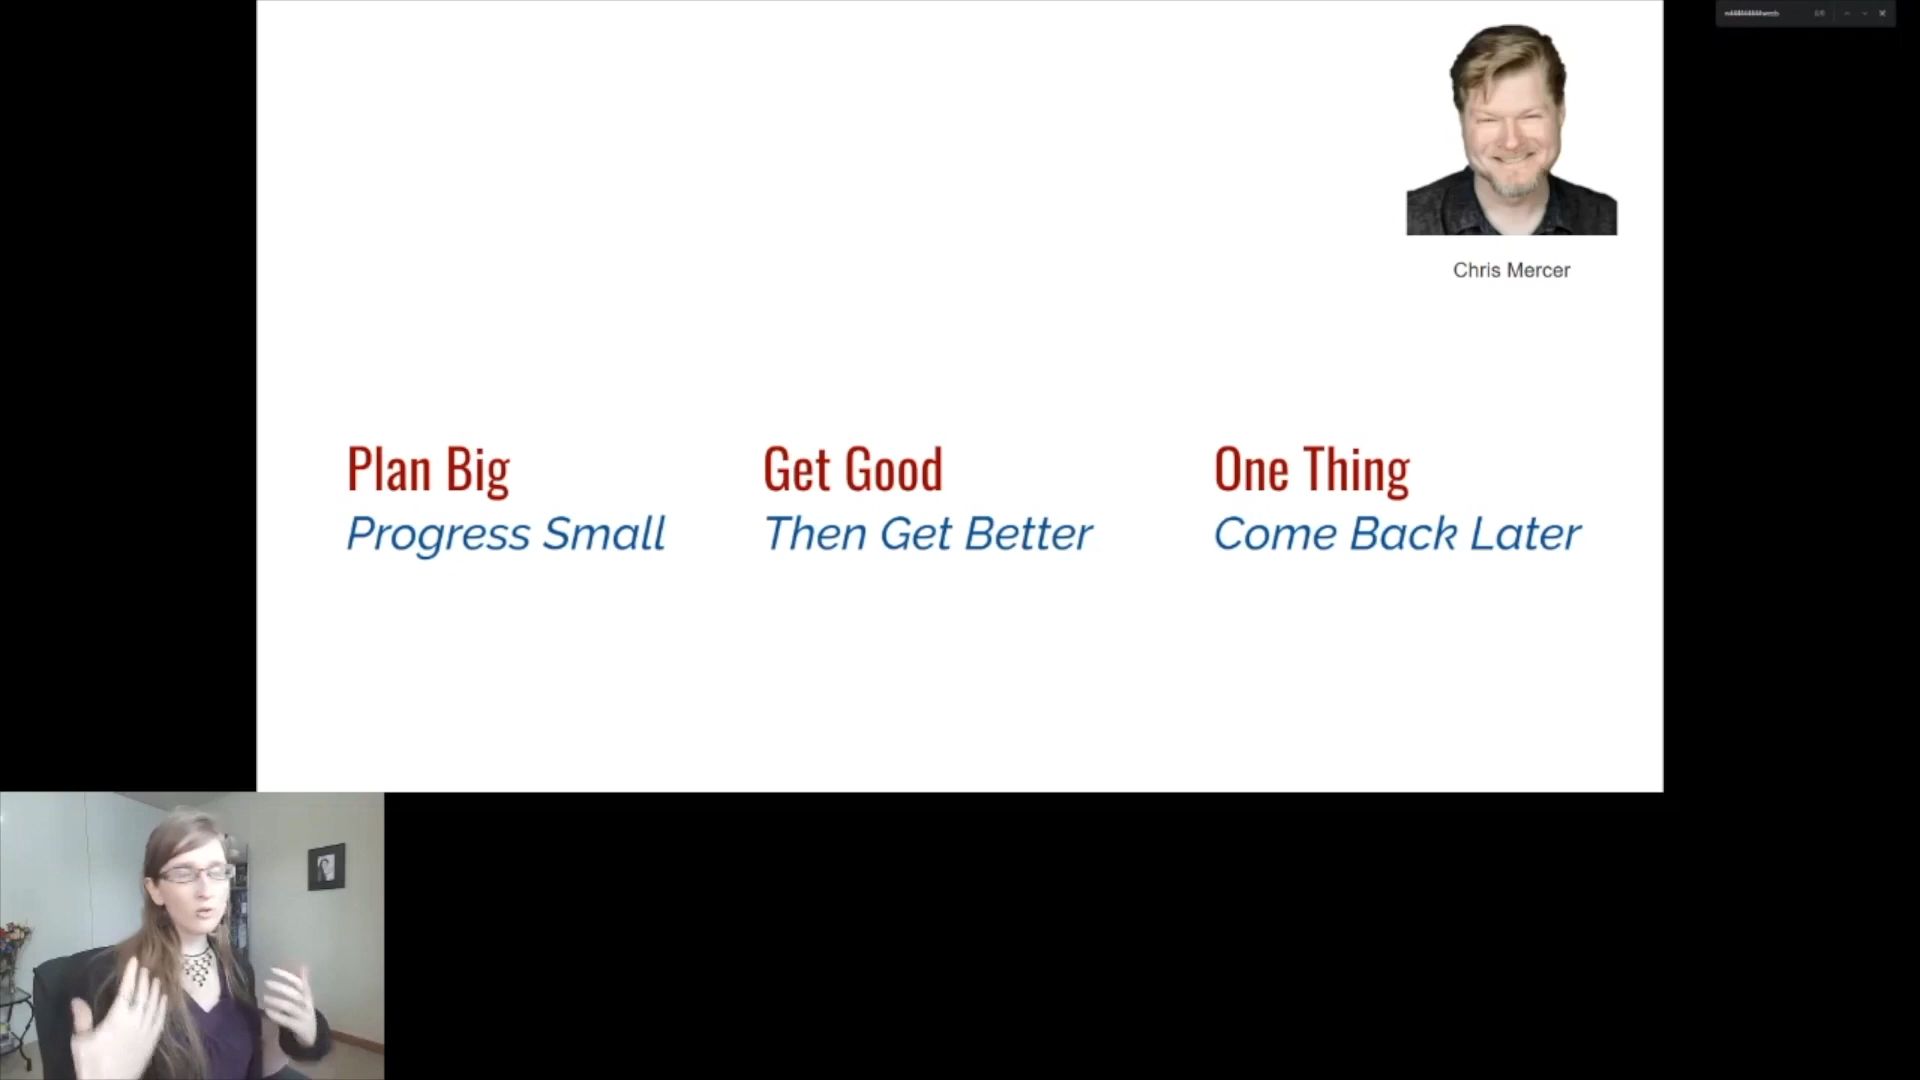 Chris Mercer
Plan Big
Progress Small
Get Good
Then Get Better
One Thing
Come Back Later